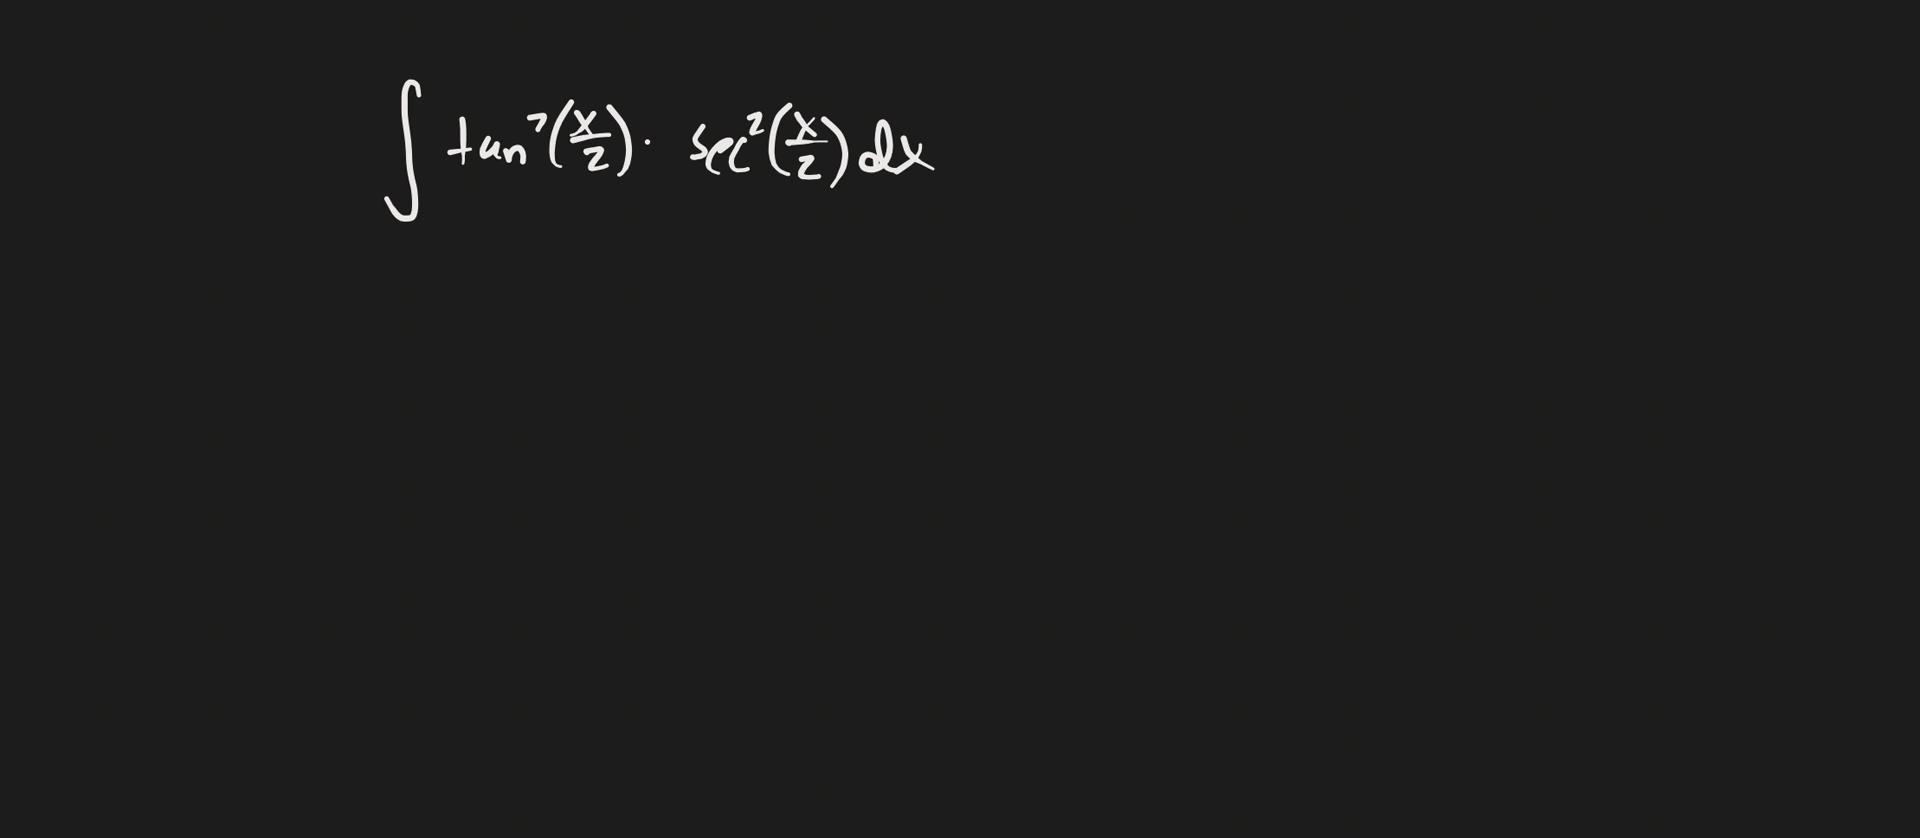 ∫ tan⁷(x/2) · sec²(x/2) dx